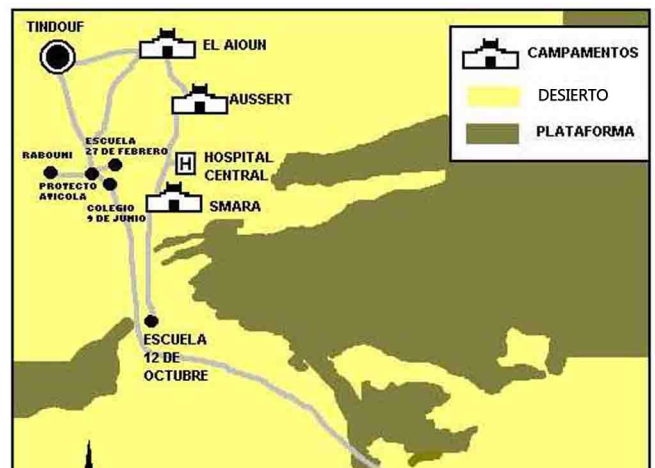 TINDOUF
EL AIOUN
CAMPAMENTOS
AUSSERT
DESIERTO
PLATAFORMA
ESCUELA
27 DE FEBRERO
RABOUNI
H
HOSPITAL
CENTRAL
PROYECTO
AVICOLA
COLEGIO
9 DE JUNIO
SMARA
ESCUELA
12 DE
OCTUBRE